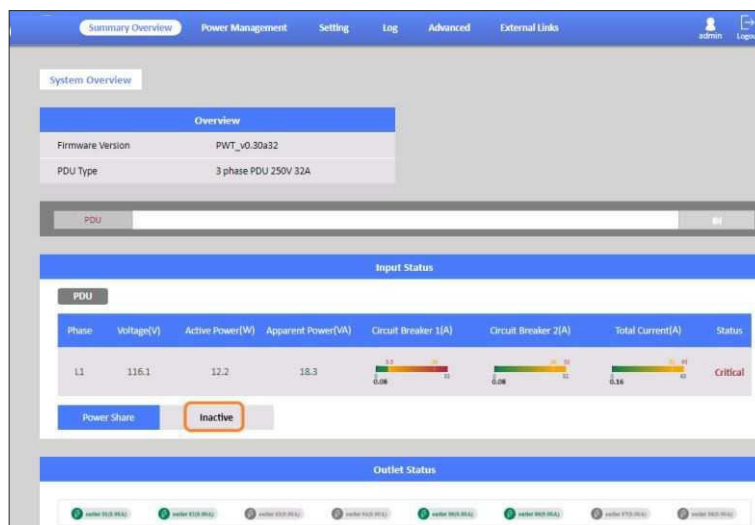 Summary Overview Power Management Setting Log Advanced External Links admin Logou
System Overview
Overview
Firmware Version PWT_v0.30a32
PDU Type 3 phase PDU 250V 32A
PDU
Input Status
PDU
Phase Voltage(V) Active Power(W) Apparent Power(VA) Circuit Breaker 1(A) Circuit Breaker 2(A) Total Current(A) Status
L1 116.1 12.2 18.3 0.08 0.08 0.16 Critical
Power Share Inactive
Outlet Status